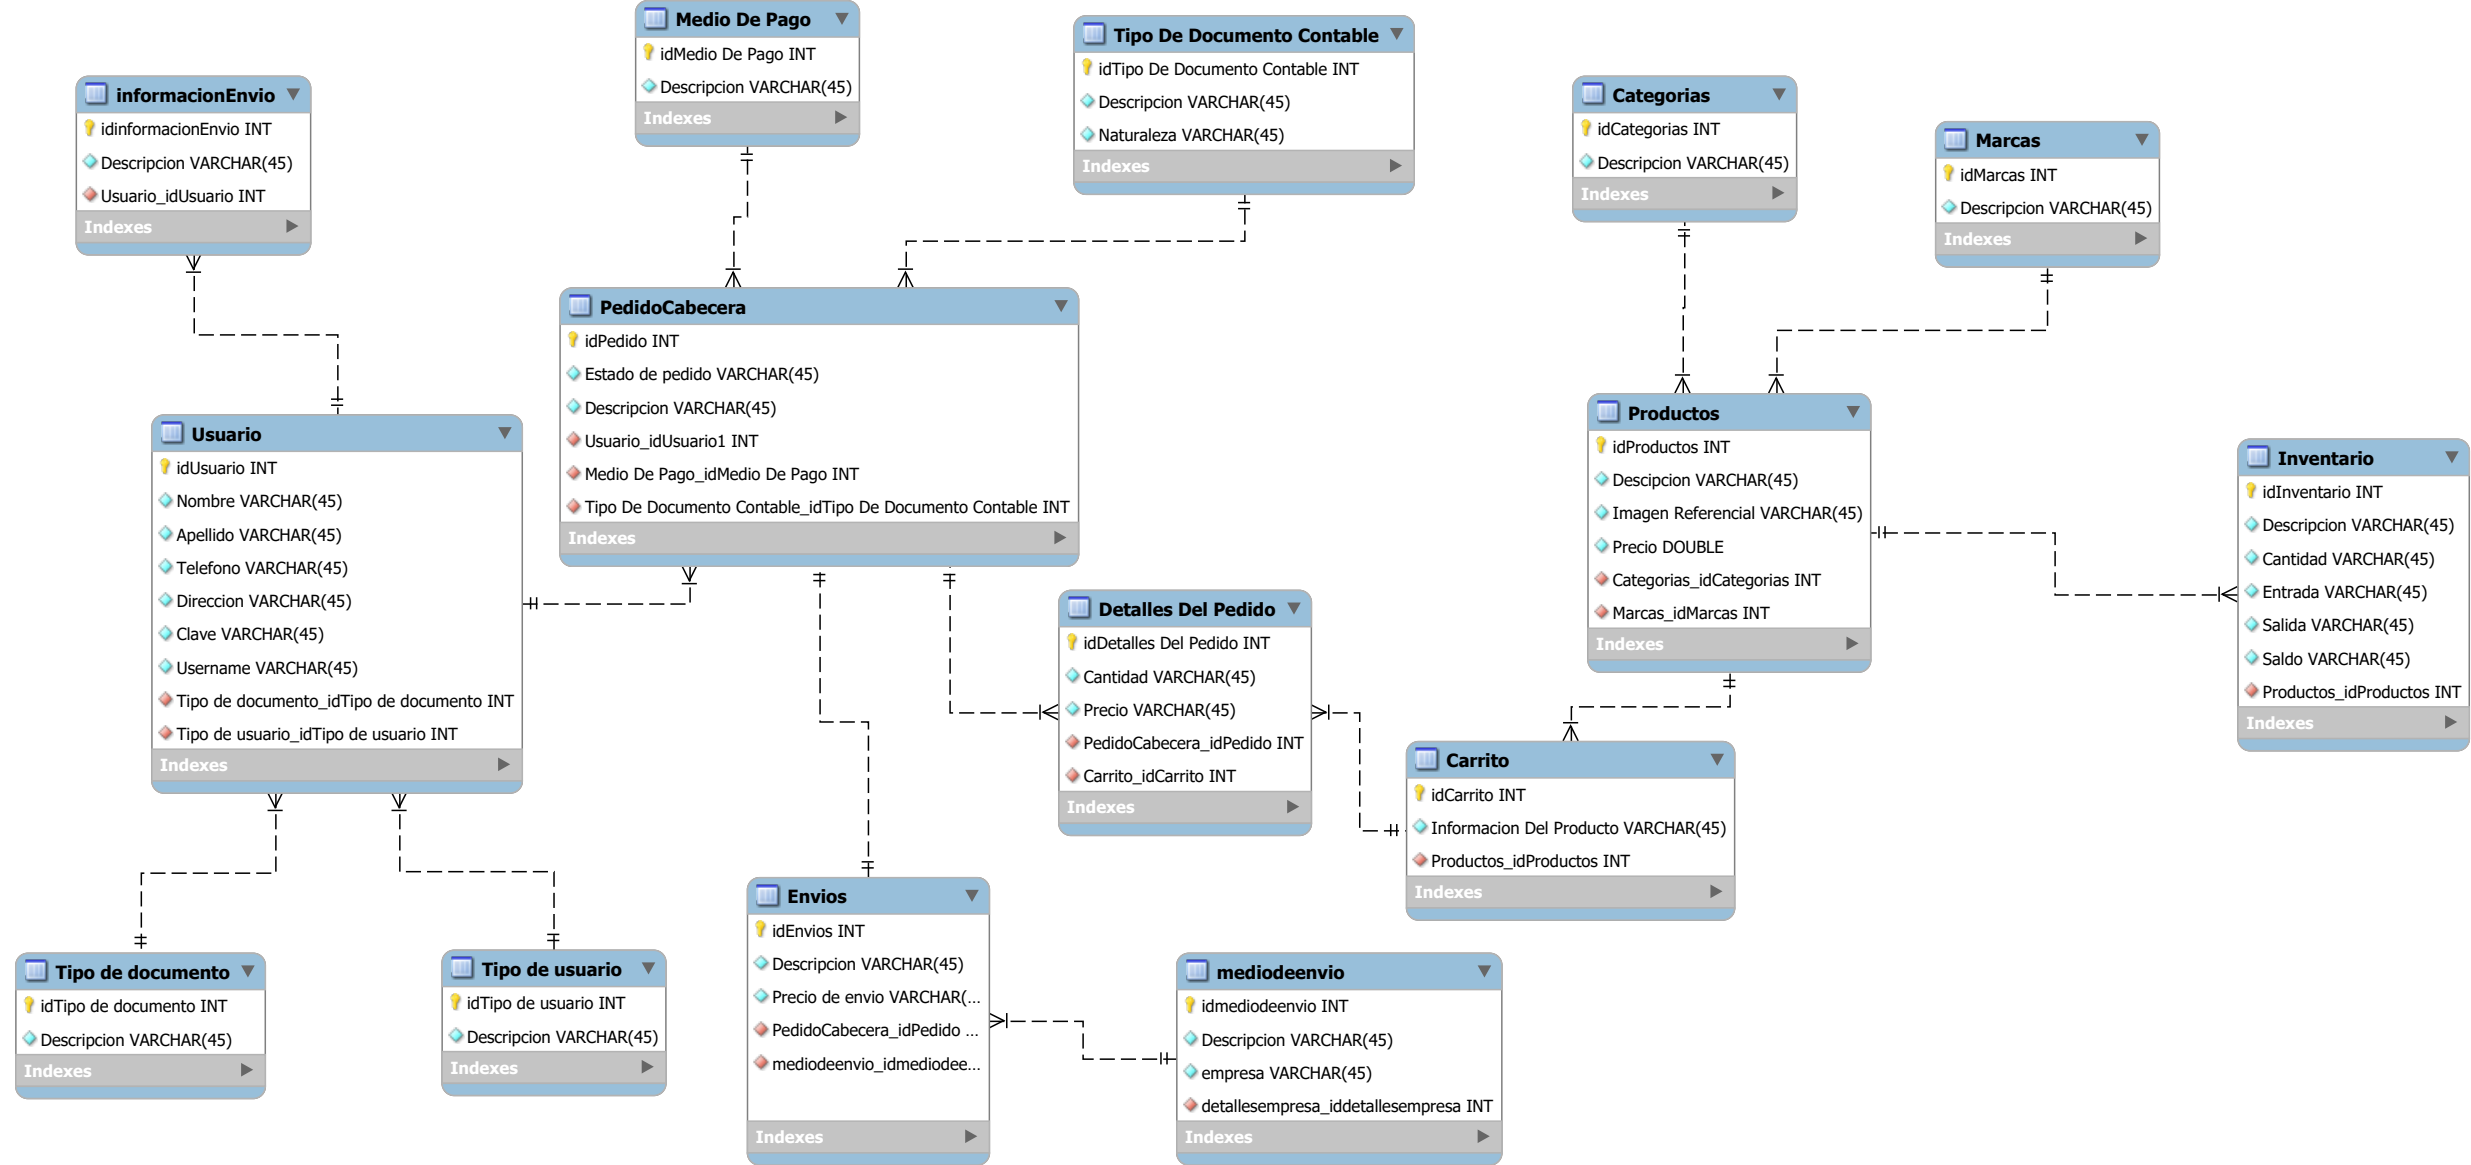 Medio De Pago
idMedio De Pago INT
Descripcion VARCHAR(45)
Indexes
Tipo De Documento Contable
idTipo De Documento Contable INT
Descripcion VARCHAR(45)
Naturaleza VARCHAR(45)
Indexes
informacionEnvio
idinformacionEnvio INT
Descripcion VARCHAR(45)
Usuario_idUsuario INT
Indexes
Categorias
idCategorias INT
Descripcion VARCHAR(45)
Indexes
Marcas
idMarcas INT
Descripcion VARCHAR(45)
Indexes
PedidoCabecera
idPedido INT
Estado de pedido VARCHAR(45)
Descripcion VARCHAR(45)
Usuario_idUsuario1 INT
Medio De Pago_idMedio De Pago INT
Tipo De Documento Contable_idTipo De Documento Contable INT
Indexes
Usuario
idUsuario INT
Nombre VARCHAR(45)
Apellido VARCHAR(45)
Telefono VARCHAR(45)
Direccion VARCHAR(45)
Clave VARCHAR(45)
Username VARCHAR(45)
Tipo de documento_idTipo de documento INT
Tipo de usuario_idTipo de usuario INT
Indexes
Productos
idProductos INT
Descipcion VARCHAR(45)
Imagen Referencial VARCHAR(45)
Precio DOUBLE
Categorias_idCategorias INT
Marcas_idMarcas INT
Indexes
Inventario
idInventario INT
Descripcion VARCHAR(45)
Cantidad VARCHAR(45)
Entrada VARCHAR(45)
Salida VARCHAR(45)
Saldo VARCHAR(45)
Productos_idProductos INT
Indexes
Detalles Del Pedido
idDetalles Del Pedido INT
Cantidad VARCHAR(45)
Precio VARCHAR(45)
PedidoCabecera_idPedido INT
Carrito_idCarrito INT
Indexes
Carrito
idCarrito INT
Informacion Del Producto VARCHAR(45)
Productos_idProductos INT
Indexes
Envios
idEnvios INT
Descripcion VARCHAR(45)
Precio de envio VARCHAR(...
PedidoCabecera_idPedido ...
mediodeenvio_idmediodee...
Indexes
Tipo de documento
idTipo de documento INT
Descripcion VARCHAR(45)
Indexes
Tipo de usuario
idTipo de usuario INT
Descripcion VARCHAR(45)
Indexes
mediodeenvio
idmediodeenvio INT
Descripcion VARCHAR(45)
empresa VARCHAR(45)
detallesempresa_iddetallesempresa INT
Indexes